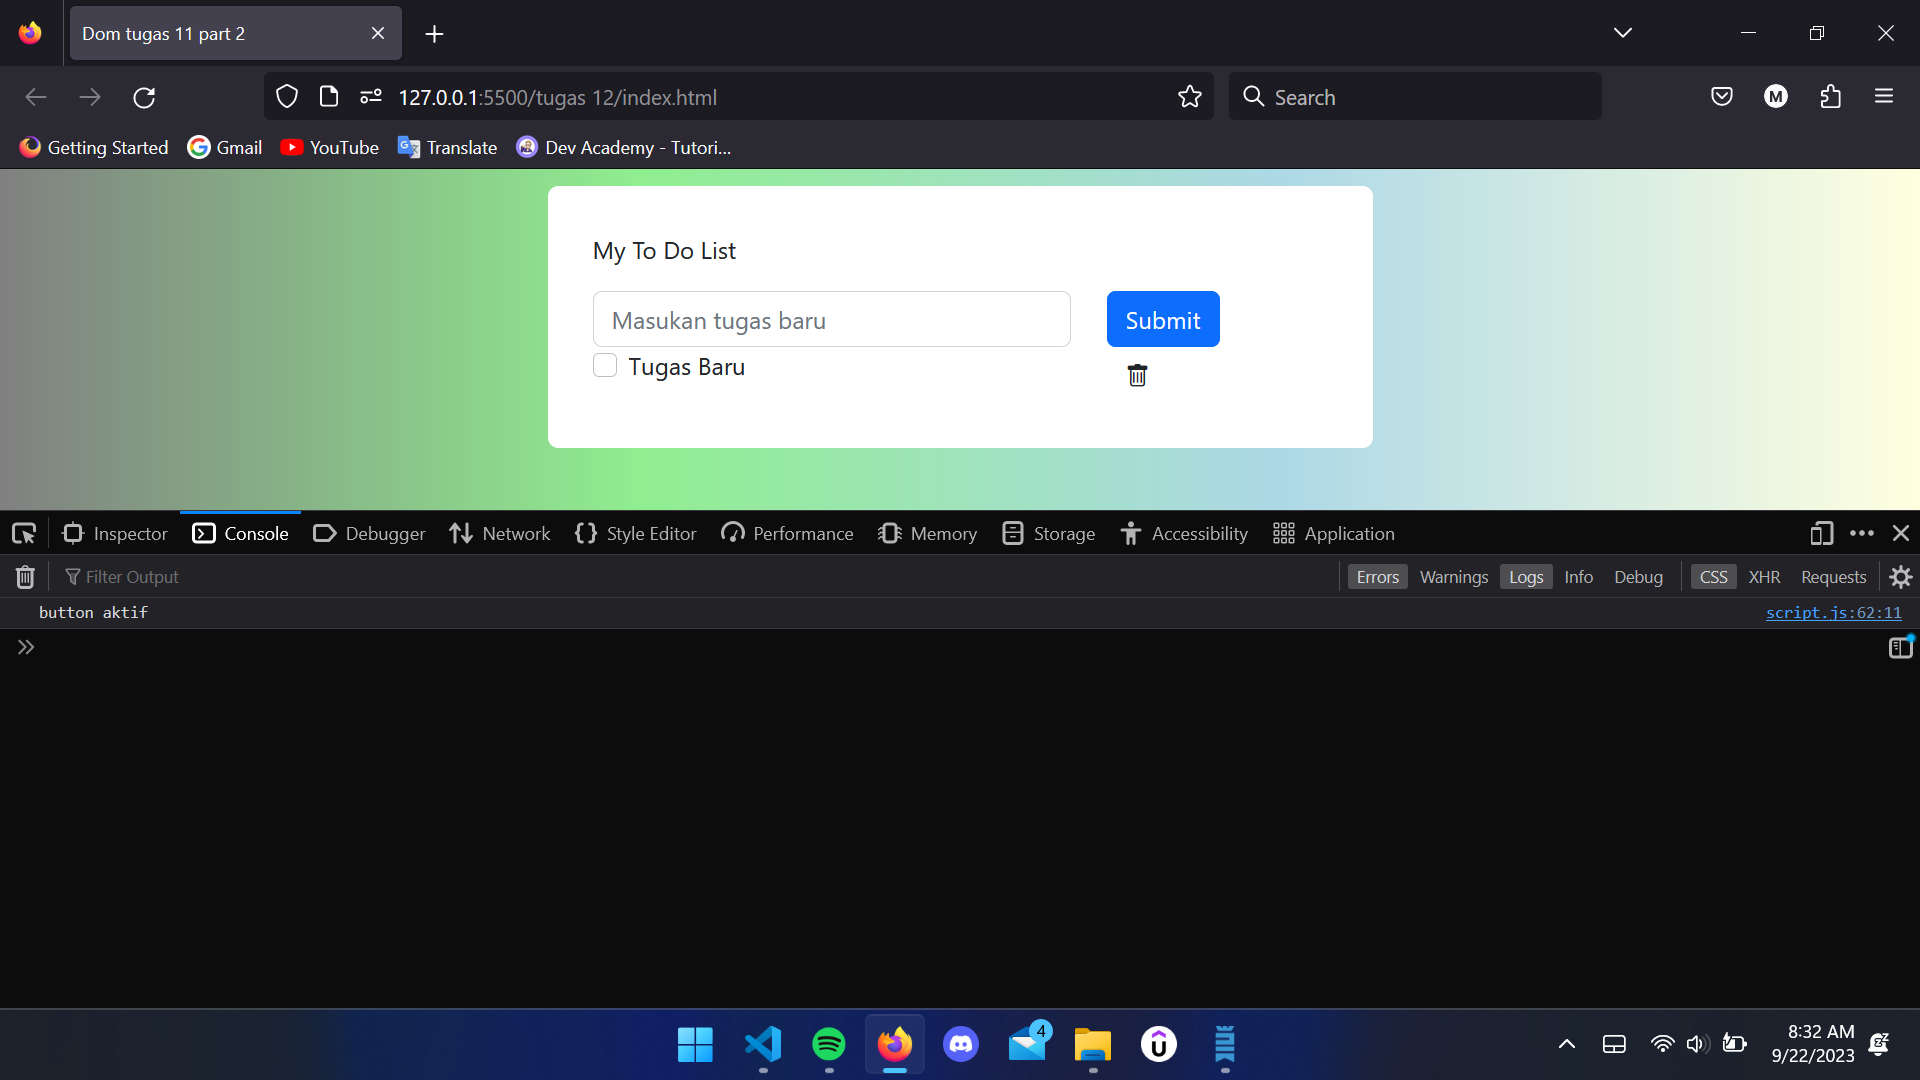 Dom tugas 11 part 2
127.0.0.1:5500/tugas 12/index.html
Search
M
Getting Started
Gmail
YouTube
Translate
Dev Academy - Tutori...
My To Do List
Masukan tugas baru
Submit
Tugas Baru
Inspector
Console
Debugger
Network
Style Editor
Performance
Memory
Storage
Accessibility
Application
Filter Output
Errors
Warnings
Logs
Info
Debug
CSS
XHR
Requests
button aktif
script.js:62:11
4
8:32 AM
9/22/2023